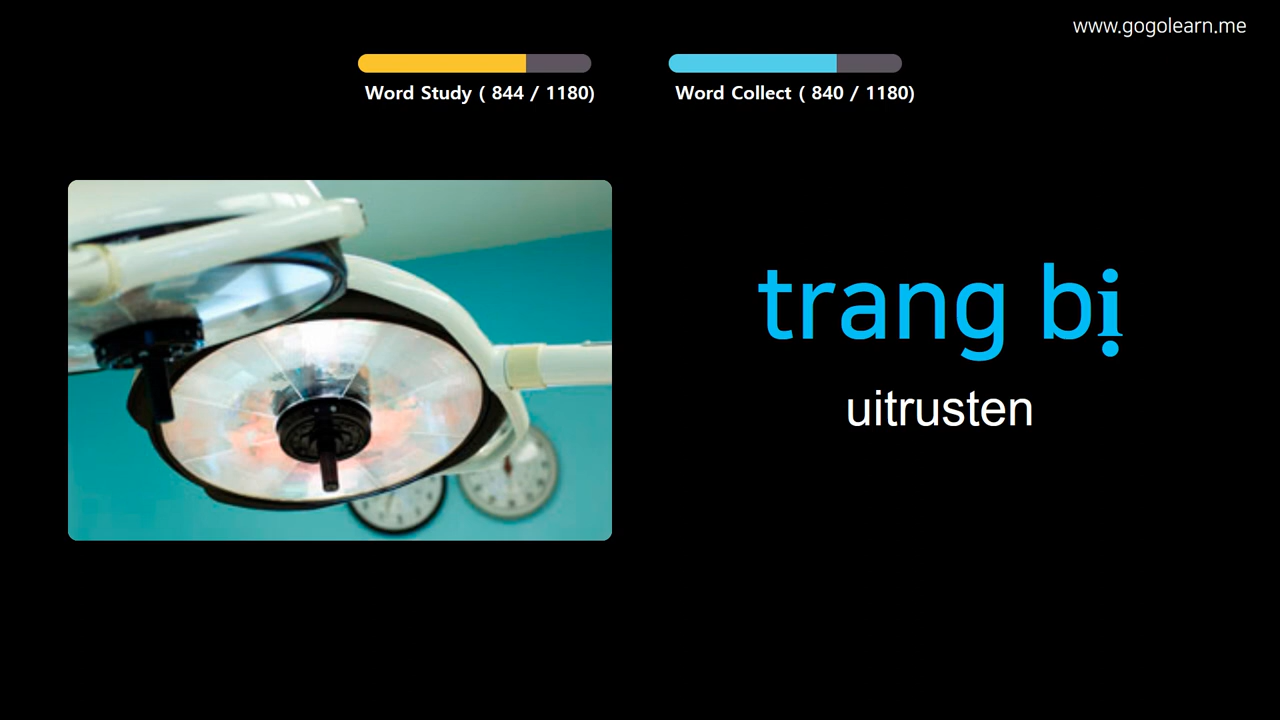 www.gogolearn.me
Word Study ( 844 / 1180)
Word Collect ( 840 / 1180)
trang bị
uitrusten